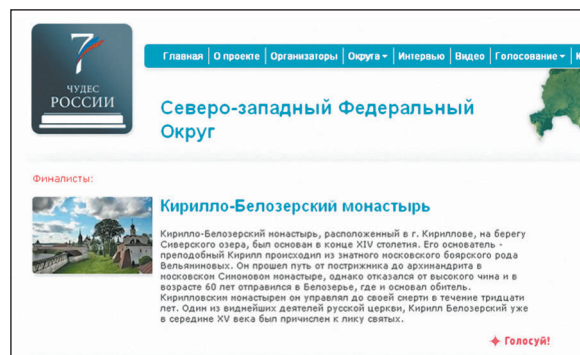 7
ЧУДЕС
РОССИИ
Главная О проекте Организаторы Округа Интервью Видео Голосование
Северо-западный Федеральный
Округ
Финалисты:
Кирилло-Белозерский монастырь
Кирилло-Белозерский монастырь, расположенный в г. Кириллове, на берегу
Сиверского озера, был основан в конце XIV столетия. Его основатель -
преподобный Кирилл происходил из знатного московского боярского рода
Вельяминовых. Он прошел путь от пострижника до архимандрита в
московском Симоновом монастыре, однако отказался от высокого чина и в
возрасте 60 лет отправился в Белозерье, где и основал обитель.
Кирилловским монастырем он управлял до своей смерти в течение тридцати
лет. Один из виднейших деятелей русской церкви, Кирилл Белозерский уже
в середине XV века был причислен к лику святых.
Голосуй!